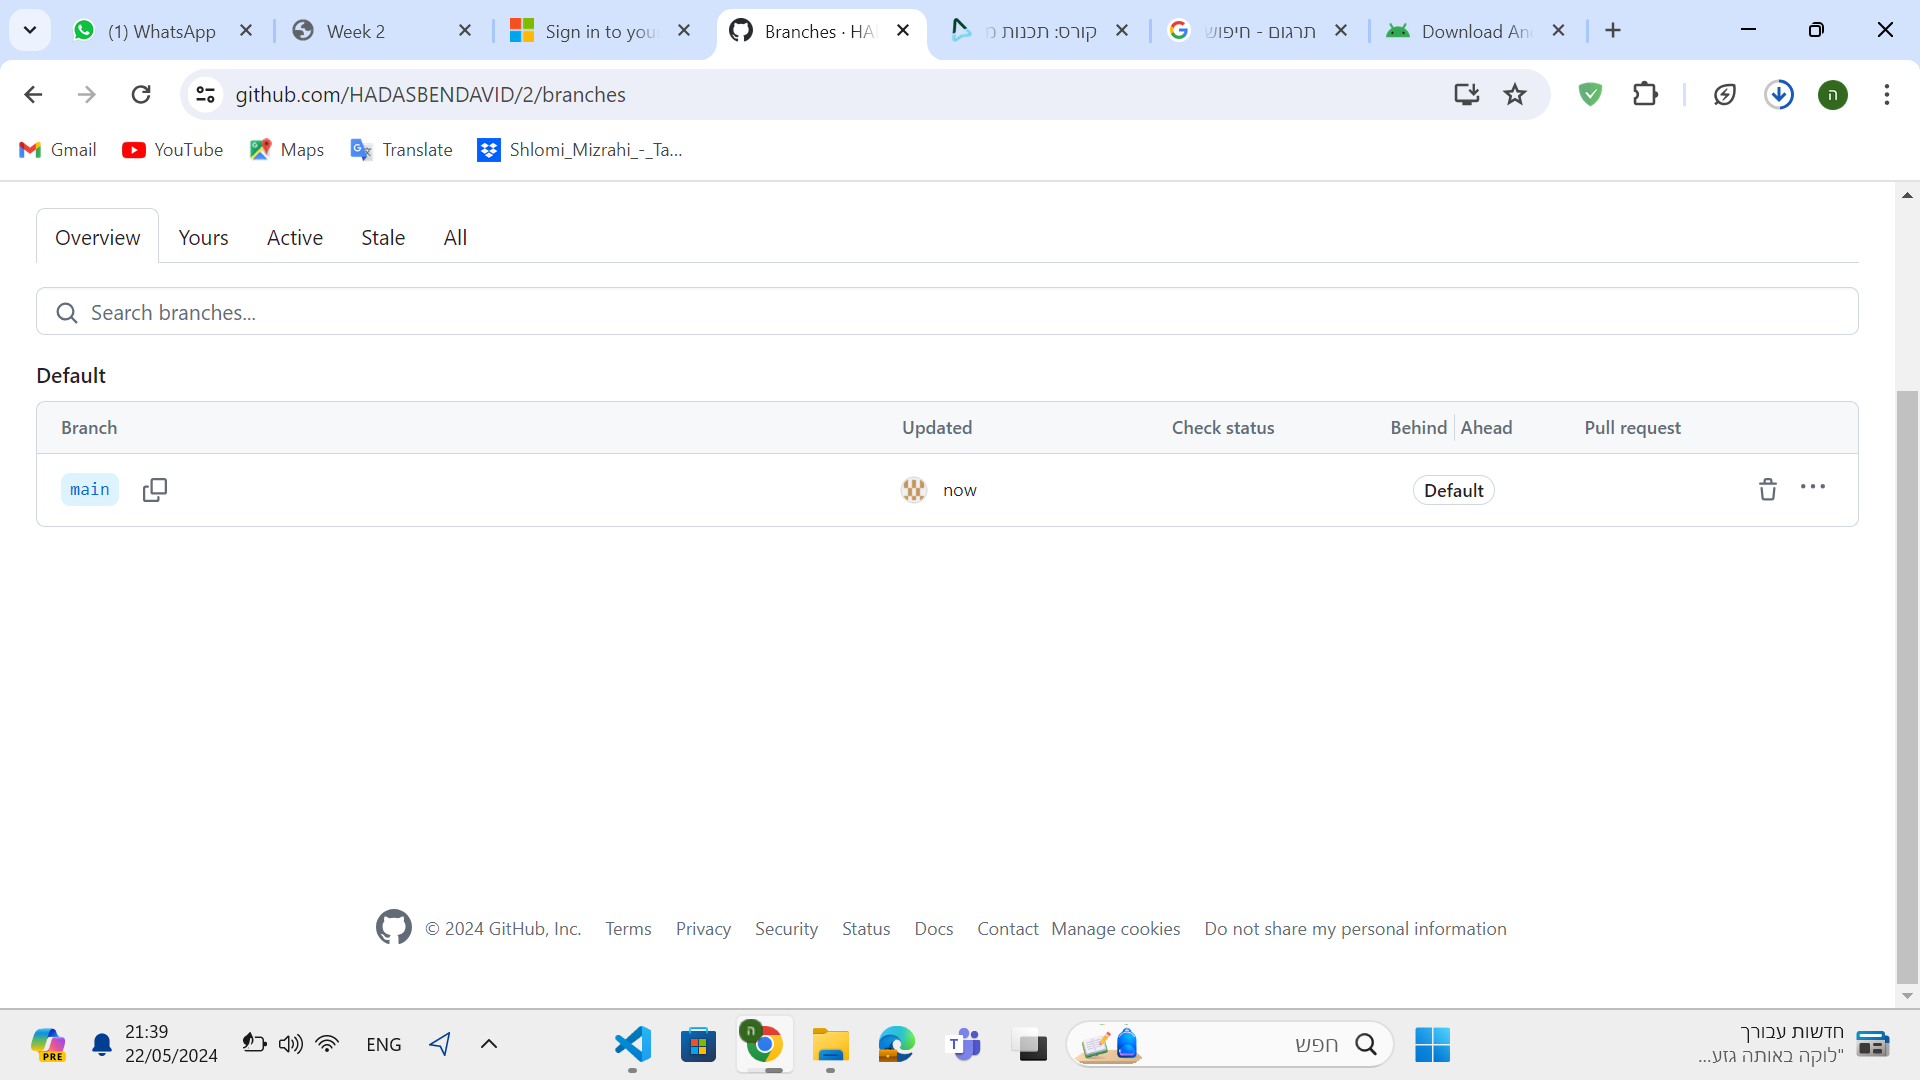 (1) WhatsApp
Week 2
Sign in to you
Branches · HA
קורס: תכנות מ
תרגום - חיפוש
Download An
github.com/HADASBENDAVID/2/branches
ה
Gmail
YouTube
Maps
Translate
Shlomi_Mizrahi_-_Ta...
Overview
Yours
Active
Stale
All
Search branches...
Default
Branch
Updated
Check status
Behind
Ahead
Pull request
main
now
Default
© 2024 GitHub, Inc.
Terms
Privacy
Security
Status
Docs
Contact
Manage cookies
Do not share my personal information
PRE
21:39
22/05/2024
ENG
ה
T
חפש
חדשות עבורך
"לוקה באותה גזע...